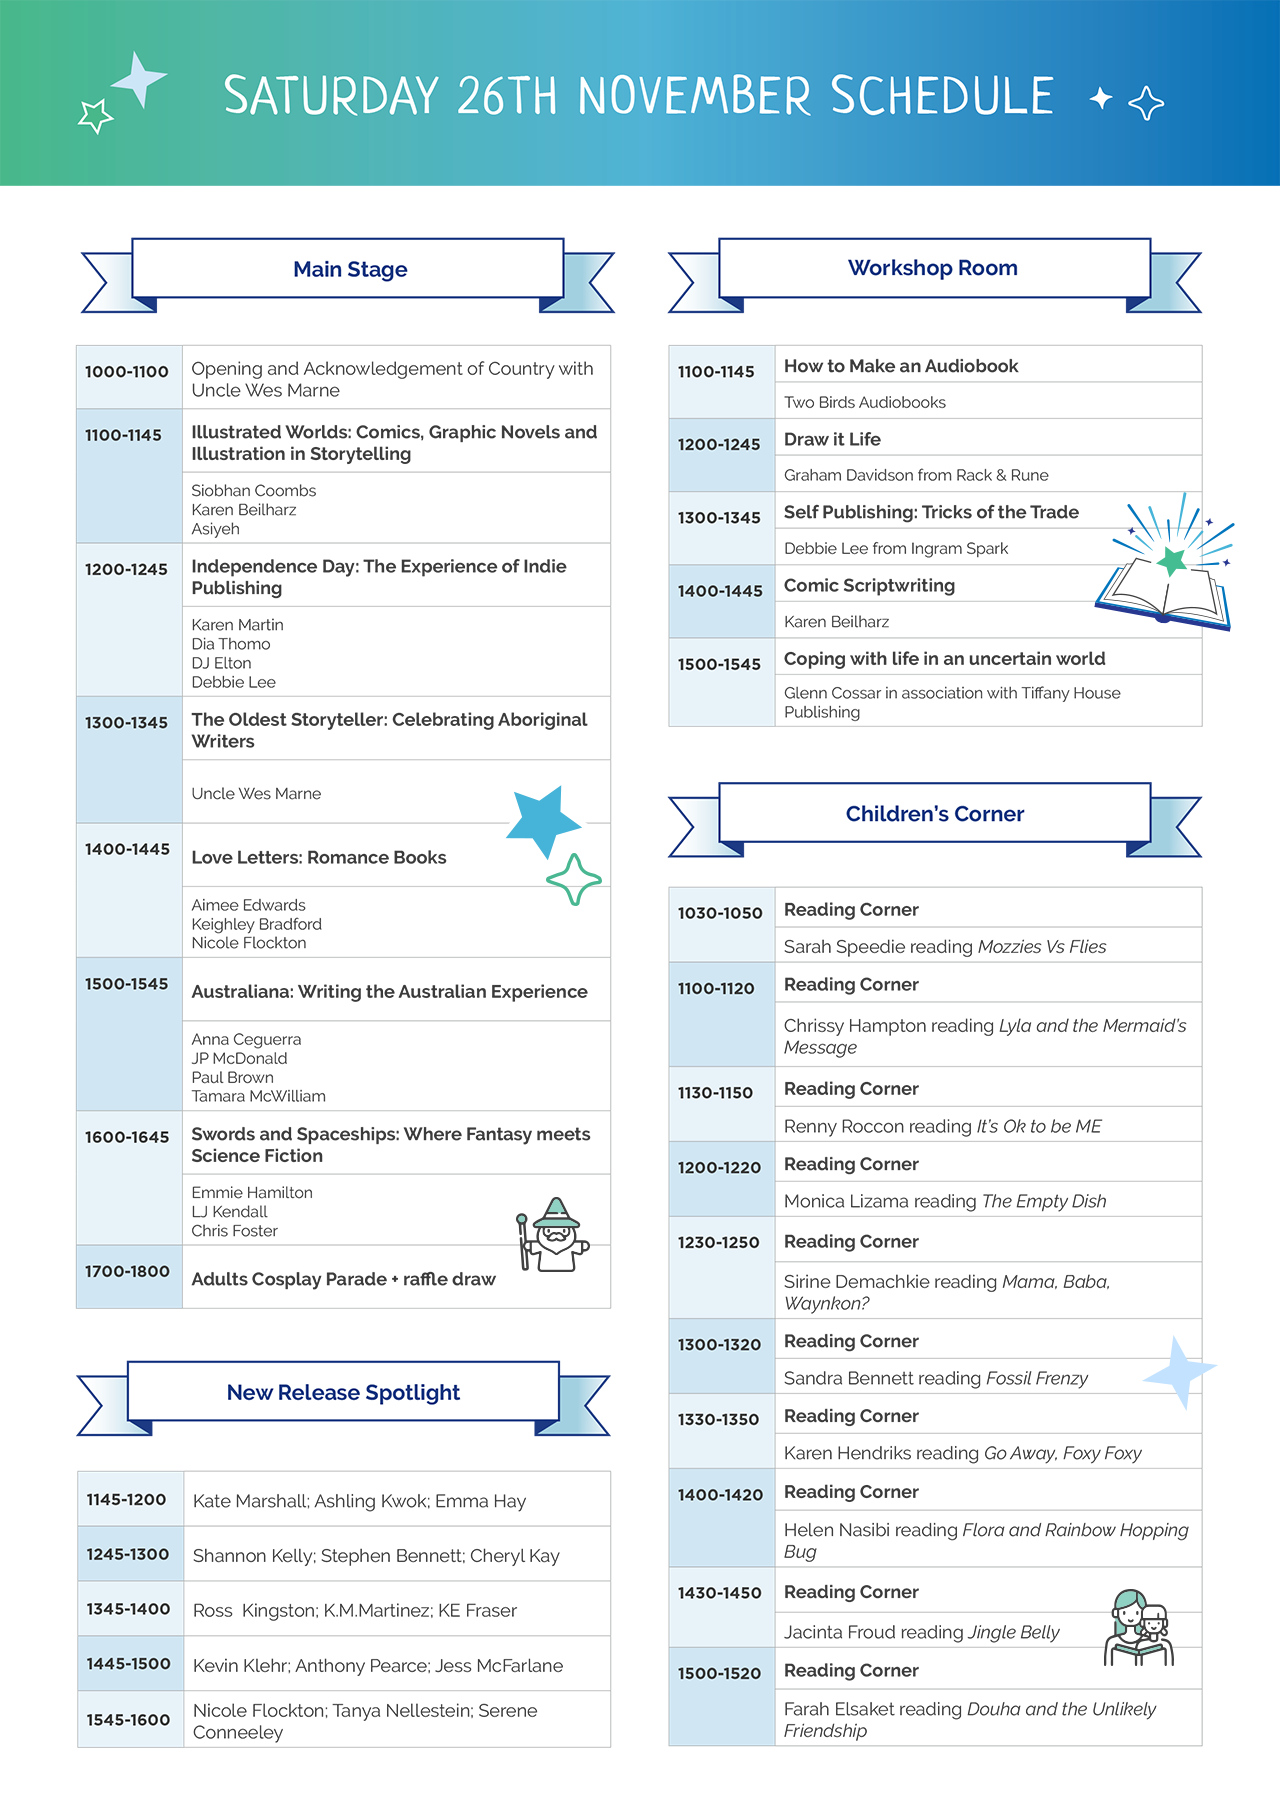 SATURDAY 26TH NOVEMBER SCHEDULE
Main Stage
1000-1100
Opening and Acknowledgement of Country with
Uncle Wes Marne
1100-1145
Illustrated Worlds: Comics, Graphic Novels and
Illustration in Storytelling
Siobhan Coombs
Karen Beilharz
Asiyeh
1200-1245
Independence Day: The Experience of Indie
Publishing
Karen Martin
Dia Thomo
DJ Elton
Debbie Lee
1300-1345
The Oldest Storyteller: Celebrating Aboriginal
Writers
Uncle Wes Marne
1400-1445
Love Letters: Romance Books
Aimee Edwards
Keighley Bradford
Nicole Flockton
1500-1545
Australiana: Writing the Australian Experience
Anna Ceguerra
JP McDonald
Paul Brown
Tamara McWilliam
1600-1645
Swords and Spaceships: Where Fantasy meets
Science Fiction
Emmie Hamilton
LJ Kendall
Chris Foster
1700-1800
Adults Cosplay Parade + raffle draw
New Release Spotlight
1145-1200
Kate Marshall; Ashling Kwok; Emma Hay
1245-1300
Shannon Kelly; Stephen Bennett; Cheryl Kay
1345-1400
Ross  Kingston; K.M.Martinez; KE Fraser
1445-1500
Kevin Klehr; Anthony Pearce; Jess McFarlane
1545-1600
Nicole Flockton; Tanya Nellestein; Serene
Conneeley
Workshop Room
1100-1145
How to Make an Audiobook
Two Birds Audiobooks
1200-1245
Draw it Life
Graham Davidson from Rack & Rune
1300-1345
Self Publishing: Tricks of the Trade
Debbie Lee from Ingram Spark
1400-1445
Comic Scriptwriting
Karen Beilharz
1500-1545
Coping with life in an uncertain world
Glenn Cossar in association with Tiffany House
Publishing
Children's Corner
1030-1050
Reading Corner
Sarah Speedie reading Mozzies Vs Flies
1100-1120
Reading Corner
Chrissy Hampton reading Lyla and the Mermaid's
Message
1130-1150
Reading Corner
Renny Roccon reading It's Ok to be ME
1200-1220
Reading Corner
Monica Lizama reading The Empty Dish
1230-1250
Reading Corner
Sirine Demachkie reading Mama, Baba,
Waynkon?
1300-1320
Reading Corner
Sandra Bennett reading Fossil Frenzy
1330-1350
Reading Corner
Karen Hendriks reading Go Away, Foxy Foxy
1400-1420
Reading Corner
Helen Nasibi reading Flora and Rainbow Hopping
Bug
1430-1450
Reading Corner
Jacinta Froud reading Jingle Belly
1500-1520
Reading Corner
Farah Elsaket reading Douha and the Unlikely
Friendship